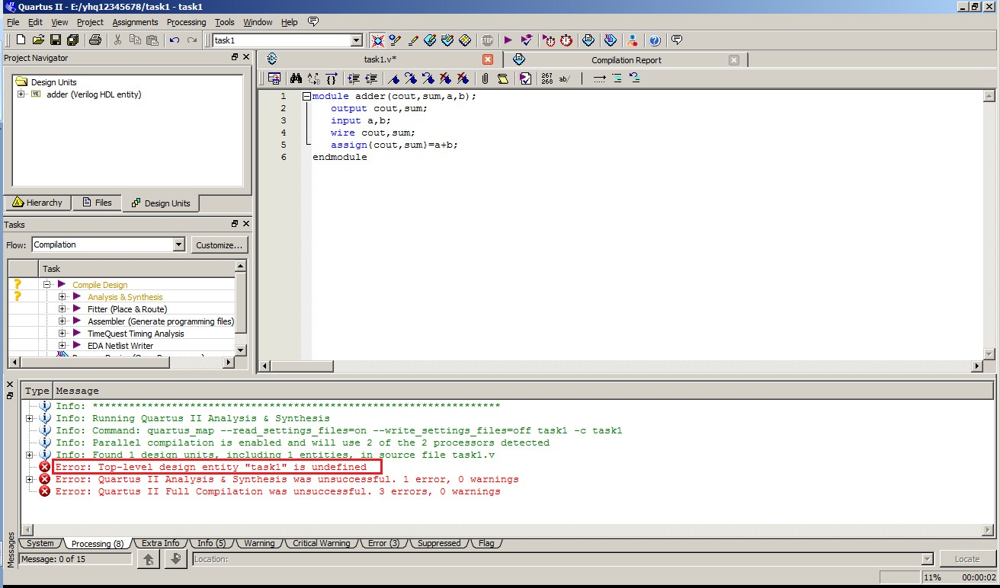 Quartus II - E:/yhq12345678/task1 - task1
File Edit View Project Assignments Processing Tools Window Help
task1
STOP
Project Navigator
Design Units
adder (Verilog HDL entity)
Hierarchy Files Design Units
Tasks
Flow: Compilation Customize...
Task
Compile Design
Analysis & Synthesis
Fitter (Place & Route)
Assembler (Generate programming files)
TimeQuest Timing Analysis
EDA Netlist Writer
abc task1.v* Compilation Report
267
268 ab/
1 module adder(cout,sum,a,b);
2 output cout,sum;
3 input a,b;
4 wire cout,sum;
5 assign{cout,sum}=a+b;
6 endmodule
Type Message
Info: *******************************************************************
Info: Running Quartus II Analysis & Synthesis
Info: Command: quartus_map --read_settings_files=on --write_settings_files=off task1 -c task1
Info: Parallel compilation is enabled and will use 2 of the 2 processors detected
Info: Found 1 design units, including 1 entities, in source file task1.v
Error: Top-level design entity "task1" is undefined
Error: Quartus II Analysis & Synthesis was unsuccessful. 1 error, 0 warnings
Error: Quartus II Full Compilation was unsuccessful. 3 errors, 0 warnings
System Processing (8) Extra Info Info (5) Warning Critical Warning Error (3) Suppressed Flag
Messages
Message: 0 of 15 Location: Locate
11% 00:00:02